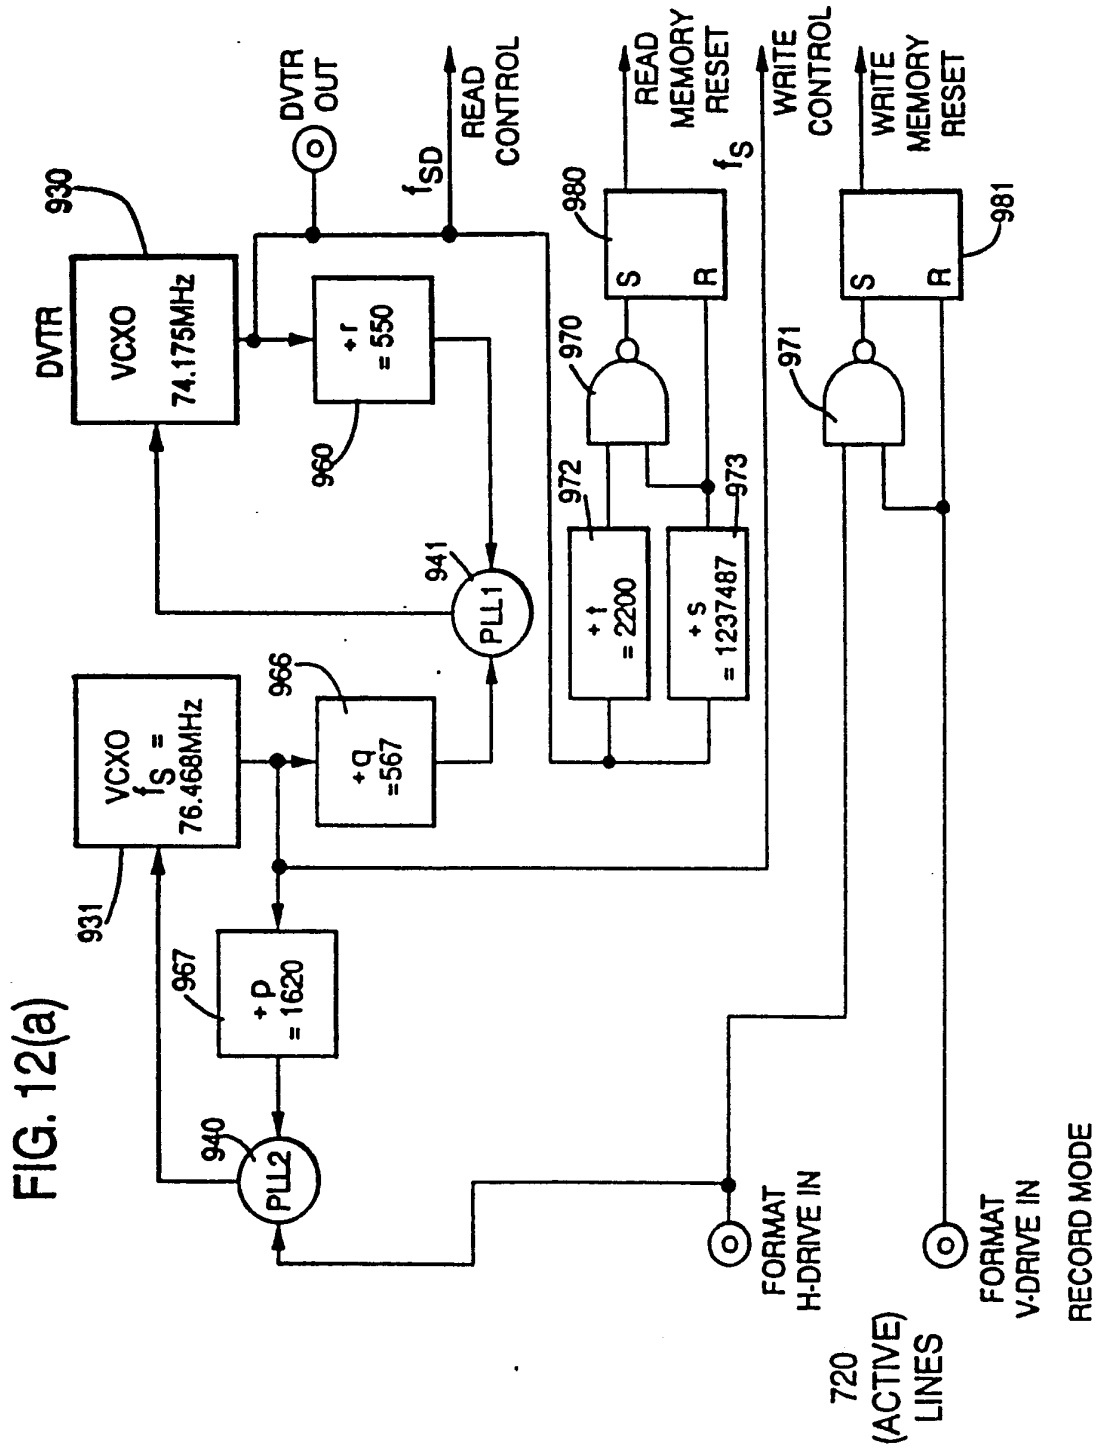 FIG. 12(a)
931
VCXO
fS =
76.468MHz
DVTR
930
VCXO
74.175MHz
DVTR
OUT
967
+ p
= 1620
940
PLL2
966
+q
=567
941
PLL1
960
+ r
= 550
fSD
READ
CONTROL
972
+ t
= 2200
973
+ s
= 1237487
970
980
S
R
READ
MEMORY
RESET
fS
WRITE
CONTROL
971
981
S
R
WRITE
MEMORY
RESET
FORMAT
H-DRIVE IN
720
(ACTIVE)
LINES
FORMAT
V-DRIVE IN
RECORD MODE